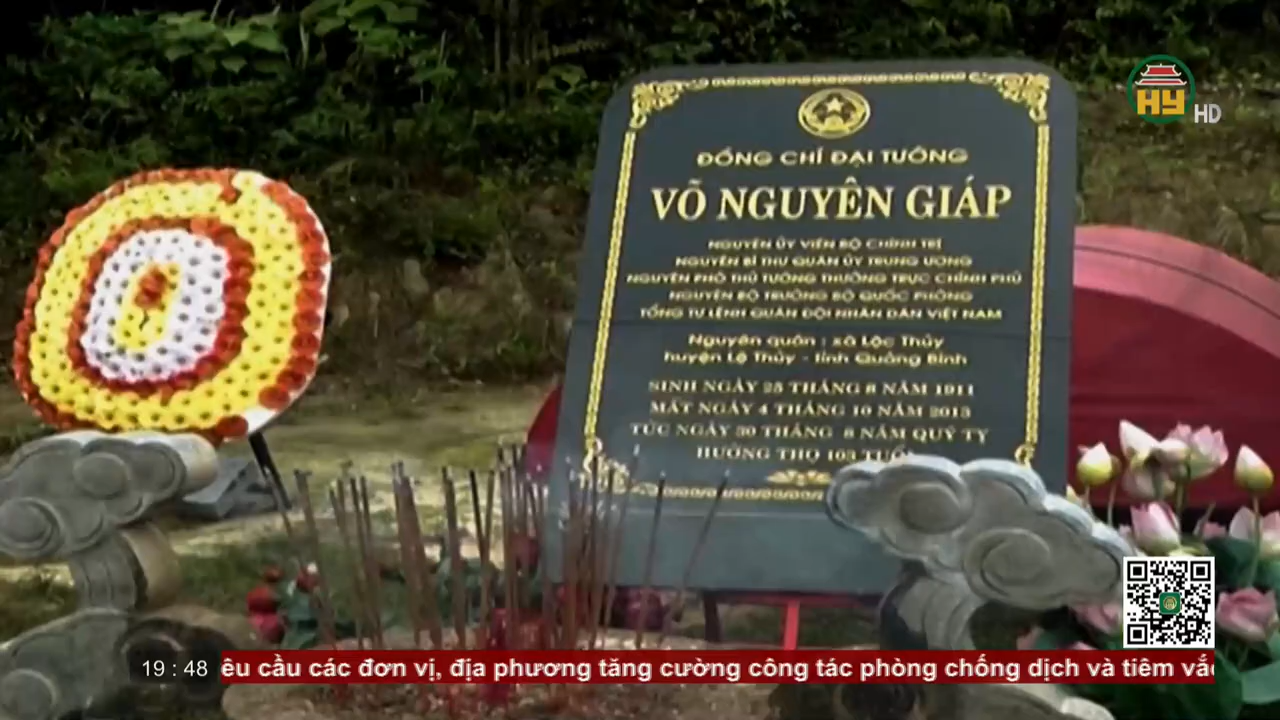 HY HD
ĐỒNG CHÍ ĐẠI TƯỚNG
VÕ NGUYÊN GIÁP
NGUYÊN ỦY VIÊN BỘ CHÍNH TRỊ
NGUYÊN BÍ THƯ QUÂN ỦY TRUNG ƯƠNG
NGUYÊN PHÓ THỦ TƯỚNG THƯỜNG TRỰC CHÍNH PHỦ
NGUYÊN BỘ TRƯỞNG BỘ QUỐC PHÒNG
TỔNG TƯ LỆNH QUÂN ĐỘI NHÂN DÂN VIỆT NAM
Nguyên quán : xã Lộc Thủy
huyện Lệ Thủy - tỉnh Quảng Bình
SINH NGÀY 25 THÁNG 8 NĂM 1911
MẤT NGÀY 4 THÁNG 10 NĂM 2013
TỨC NGÀY 30 THÁNG 8 NĂM QUÝ TỴ
HƯỞNG THỌ 103 TUỔI
19 : 48 êu cầu các đơn vị, địa phương tăng cường công tác phòng chống dịch và tiêm vắc